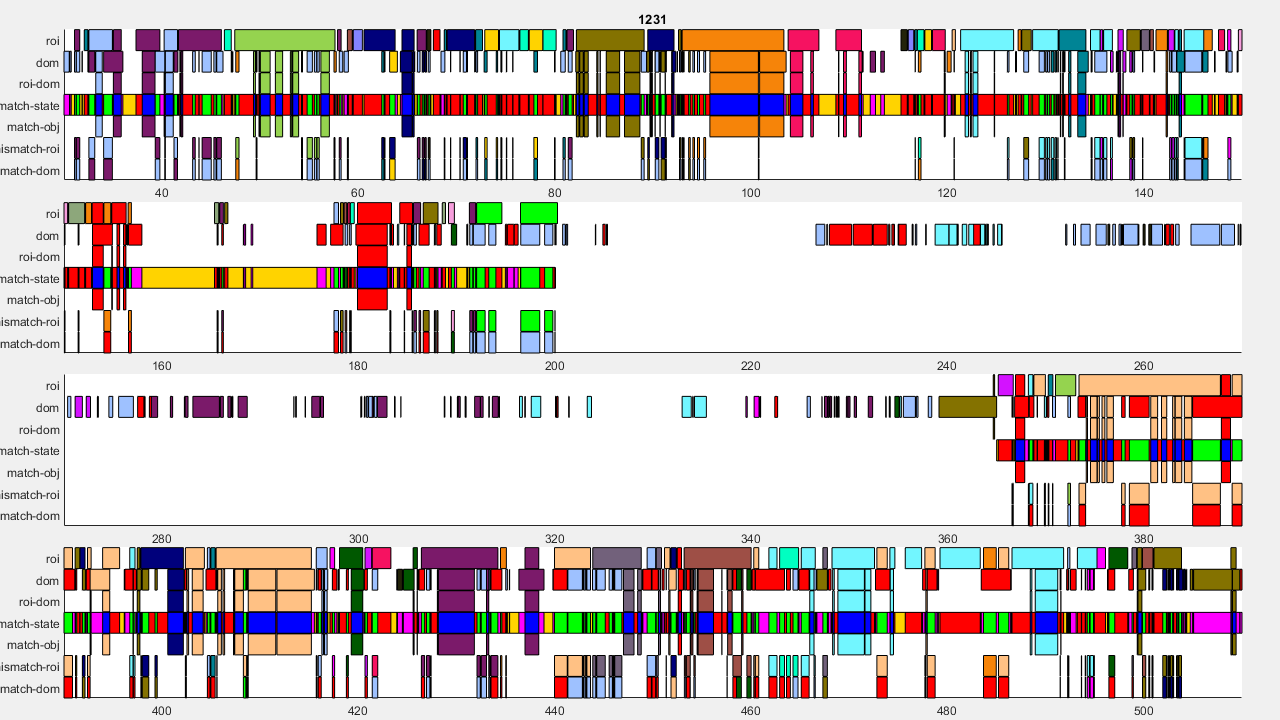 1231
roi
dom
roi-dom
match-state
match-obj
ismatch-roi
match-dom
40 60 80 100 120 140
roi
dom
roi-dom
match-state
match-obj
ismatch-roi
match-dom
160 180 200 220 240 260
roi
dom
roi-dom
match-state
match-obj
ismatch-roi
match-dom
280 300 320 340 360 380
roi
dom
roi-dom
match-state
match-obj
ismatch-roi
match-dom
400 420 440 460 480 500